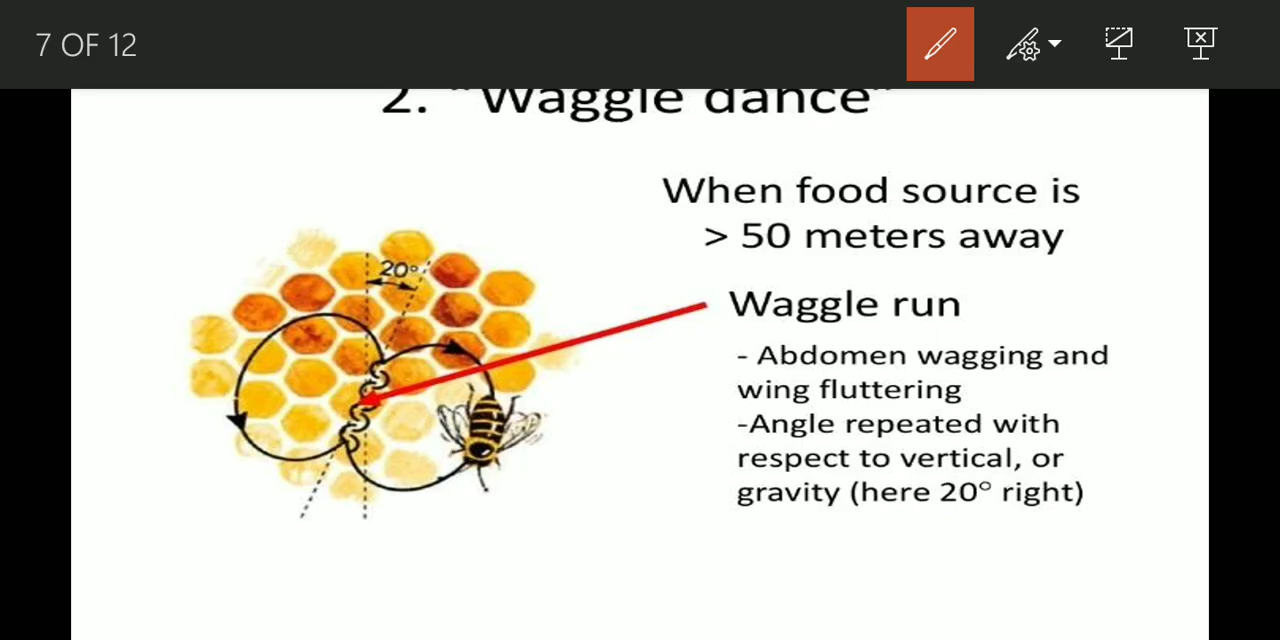 7 OF 12
2. "Waggle dance"
When food source is
> 50 meters away
20°
Waggle run
- Abdomen wagging and
wing fluttering
-Angle repeated with
respect to vertical, or
gravity (here 20° right)